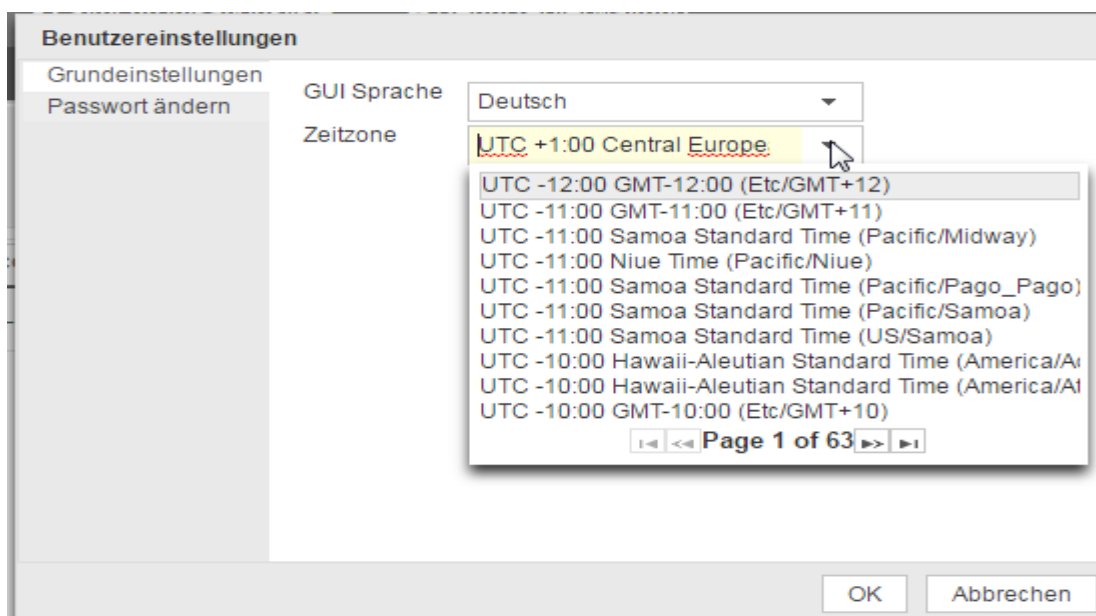 Benutzereinstellungen
Grundeinstellungen
Passwort ändern
GUI Sprache
Deutsch
Zeitzone
UTC +1:00 Central Europe
UTC -12:00 GMT-12:00 (Etc/GMT+12)
UTC -11:00 GMT-11:00 (Etc/GMT+11)
UTC -11:00 Samoa Standard Time (Pacific/Midway)
UTC -11:00 Niue Time (Pacific/Niue)
UTC -11:00 Samoa Standard Time (Pacific/Pago_Pago)
UTC -11:00 Samoa Standard Time (Pacific/Samoa)
UTC -11:00 Samoa Standard Time (US/Samoa)
UTC -10:00 Hawaii-Aleutian Standard Time (America/
UTC -10:00 Hawaii-Aleutian Standard Time (America/
UTC -10:00 GMT-10:00 (Etc/GMT+10)
Page 1 of 63
OK
Abbrechen